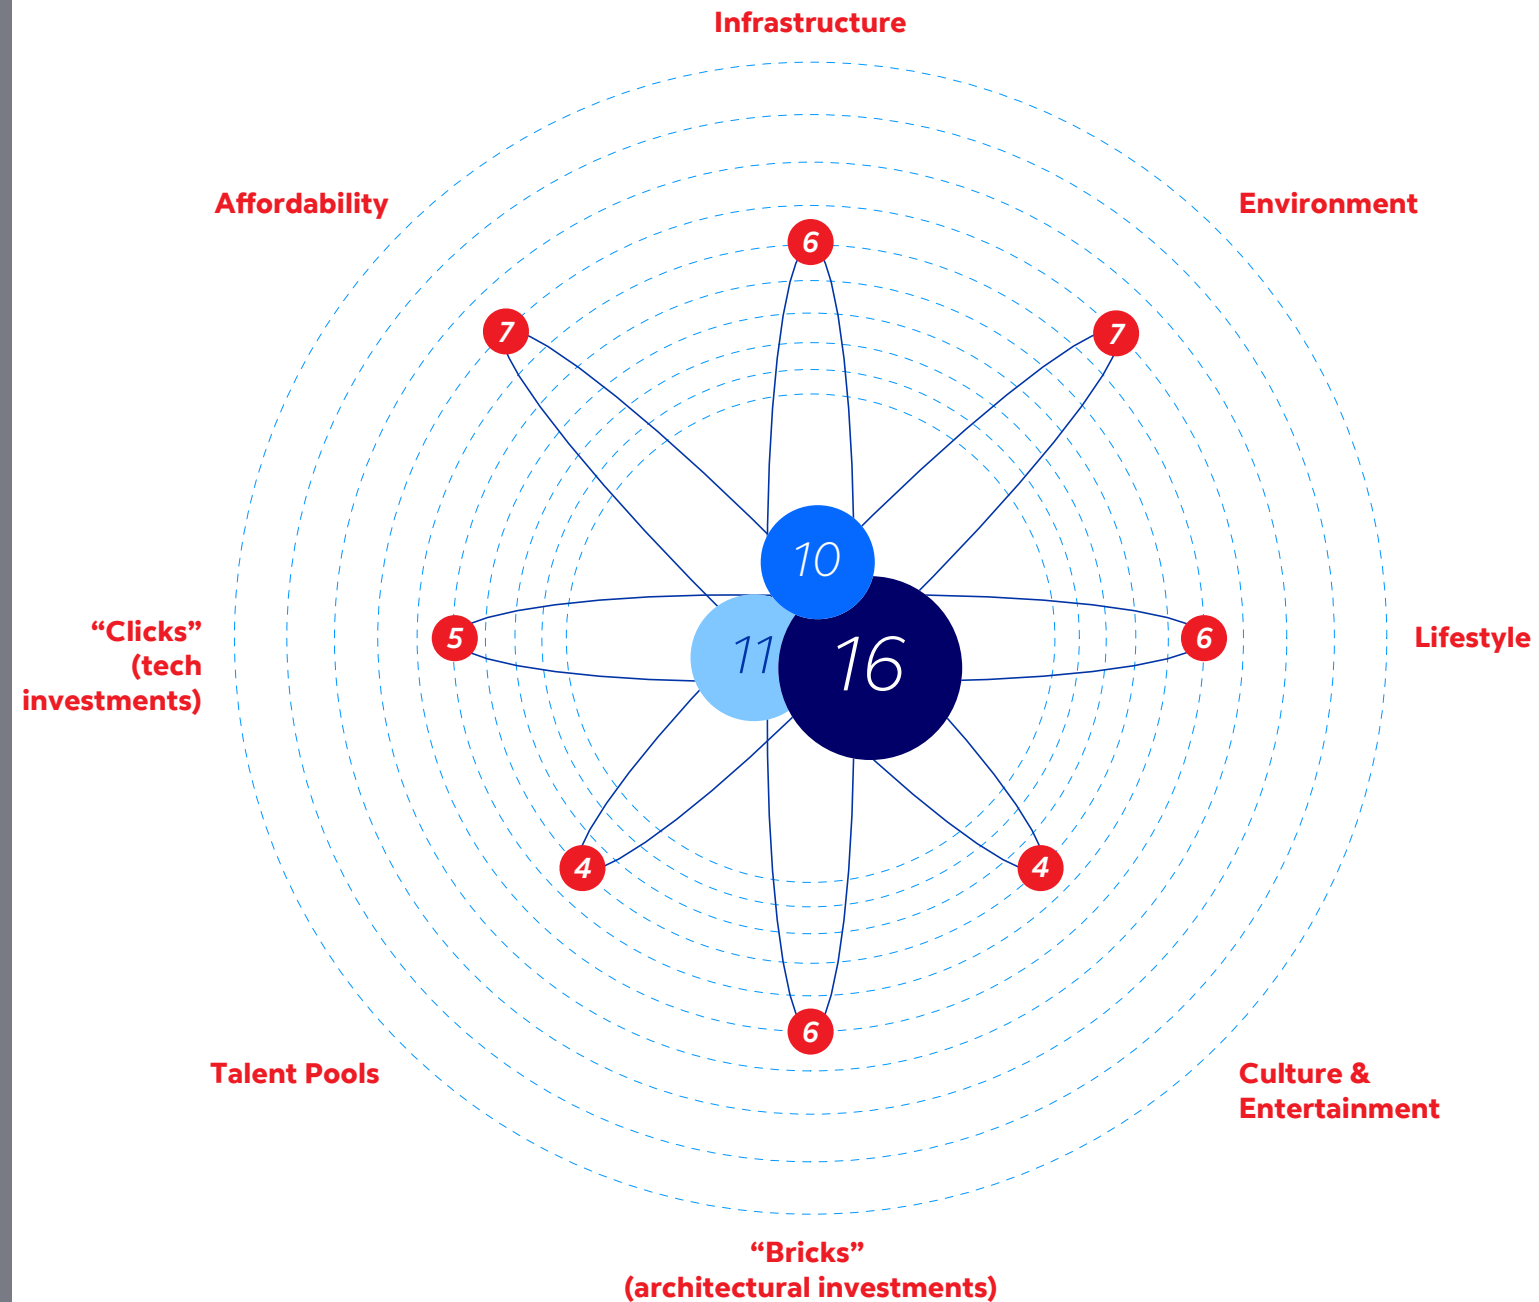 Infrastructure
Affordability
Environment
6
7
7
10
“Clicks”
(tech
investments)
5
11
16
6
Lifestyle
4
4
6
Talent Pools
Culture &
Entertainment
“Bricks”
(architectural investments)